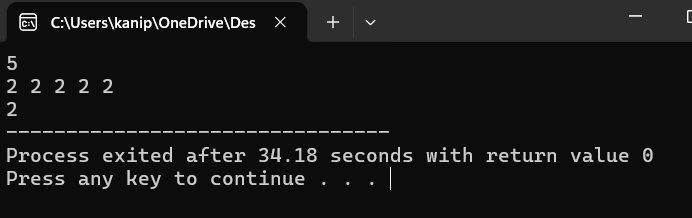 C:\Users\kanip\OneDrive\Des
5
2 2 2 2 2
2
--------------------------------
Process exited after 34.18 seconds with return value 0
Press any key to continue . . .